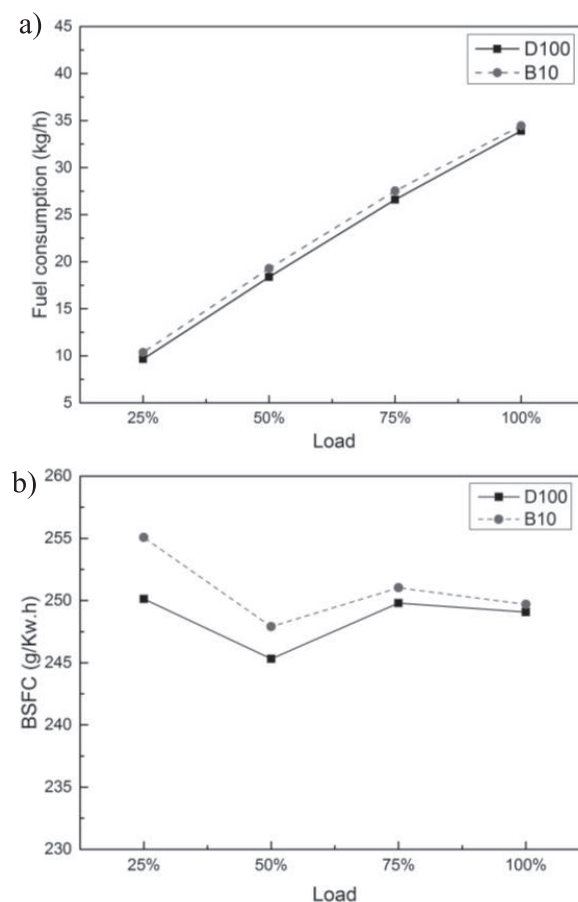 a)
45
40
35
30
25
20
15
10
5
Fuel consumption (kg/h)
D100
B10
25% 50% 75% 100%
Load
b)
260
255
250
245
240
235
230
BSFC (g/Kw.h)
D100
B10
25% 50% 75% 100%
Load